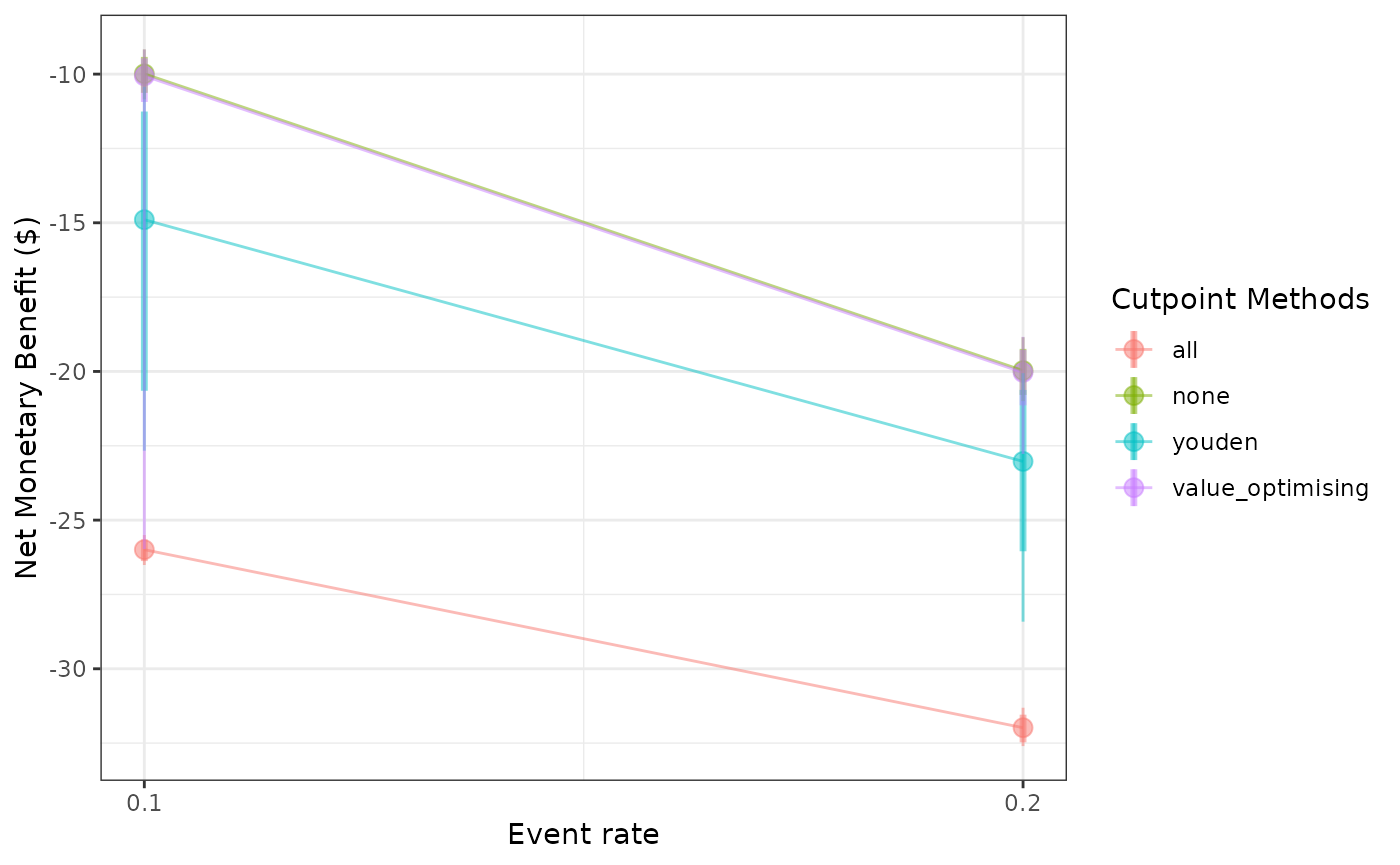 Net Monetary Benefit ($)
-10
-15
-20
-25
-30
0.1
0.2
Event rate
Cutpoint Methods
all
none
youden
value_optimising